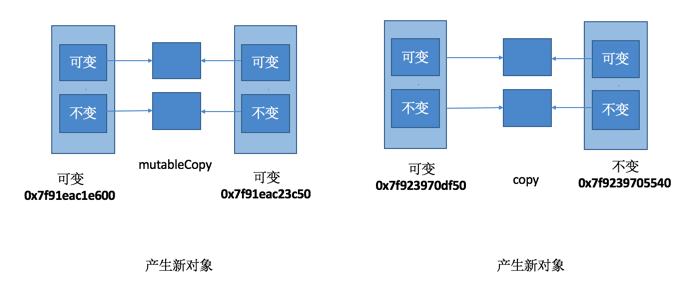 可变
可变
不变
不变
mutableCopy
可变
0x7f91eac1e600
可变
0x7f91eac23c50
产生新对象
可变
可变
不变
不变
copy
可变
0x7f923970df50
不变
0x7f9239705540
产生新对象